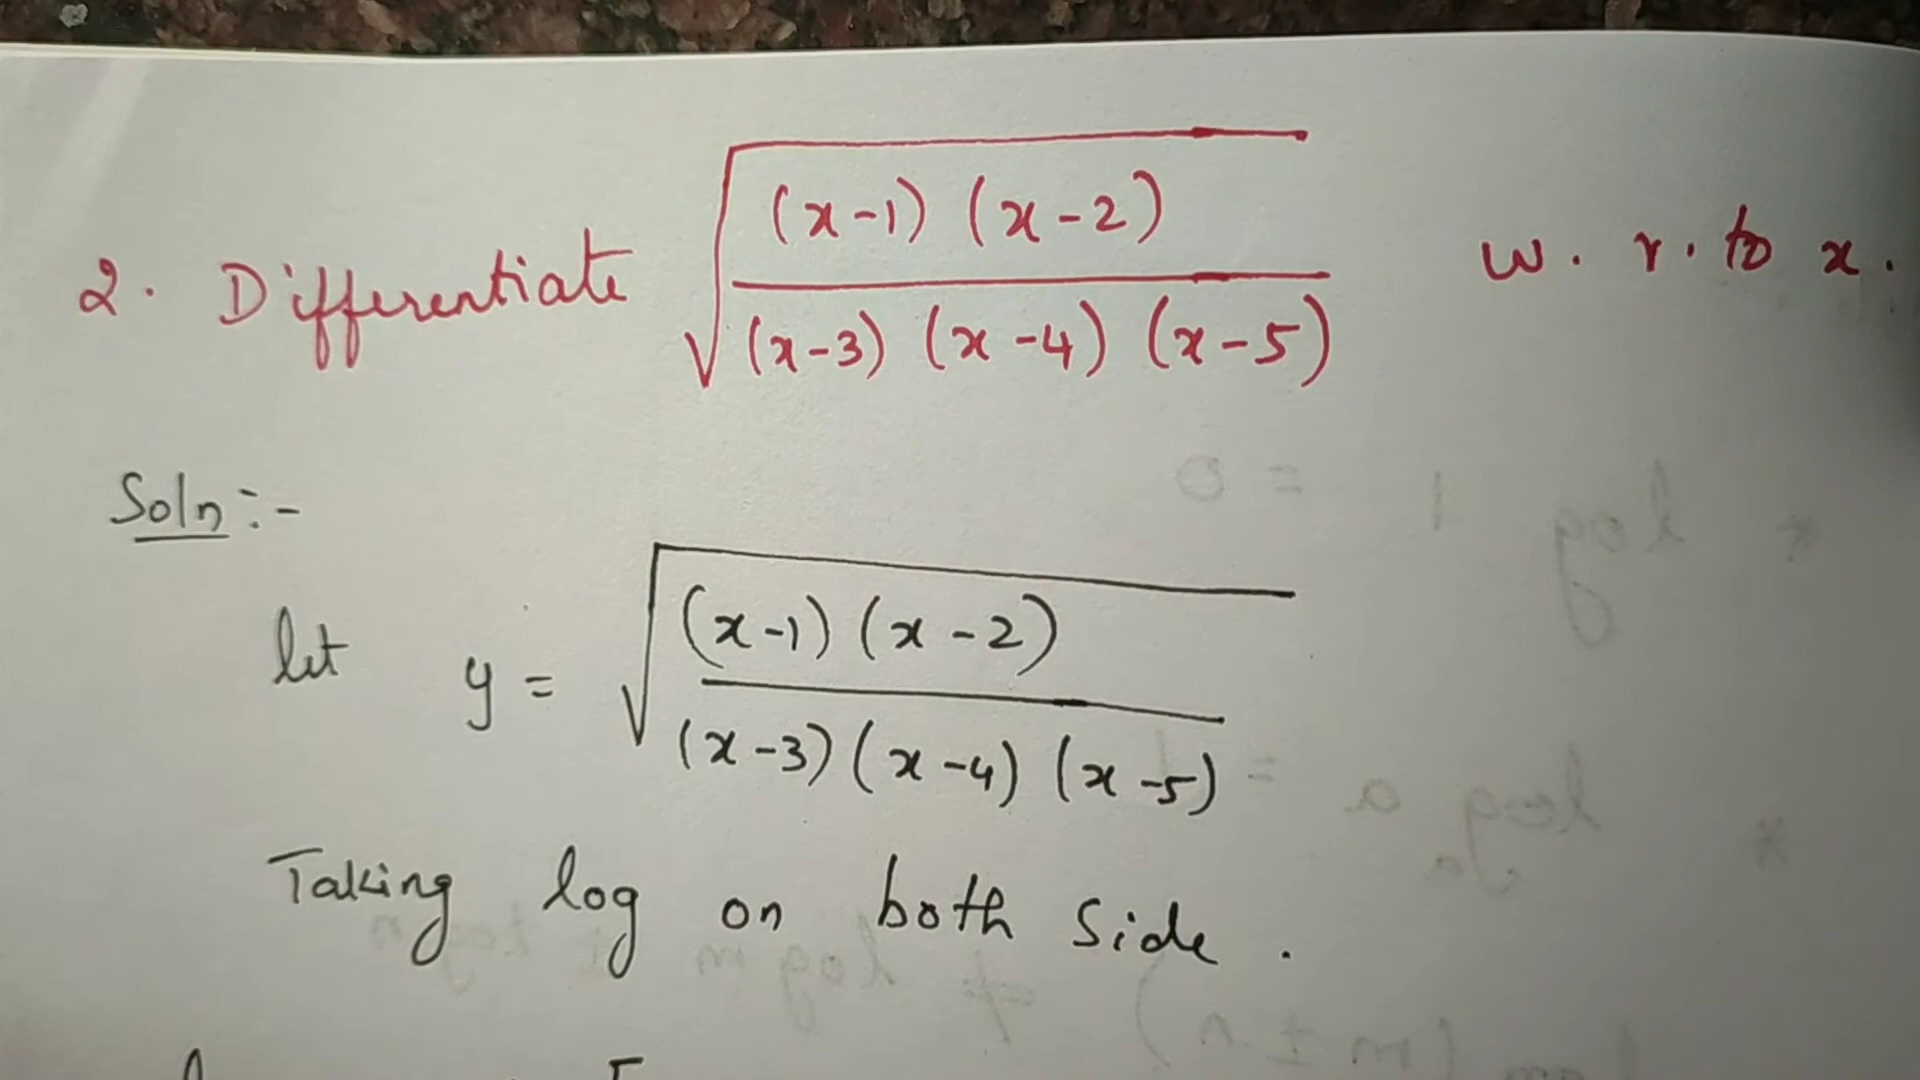 2. Differentiate √((x-1) (x-2) / (x-3) (x-4) (x-5)) w. r. to x.
Soln:-
let y = √((x-1) (x-2) / (x-3) (x-4) (x-5))
Taking log on both side.